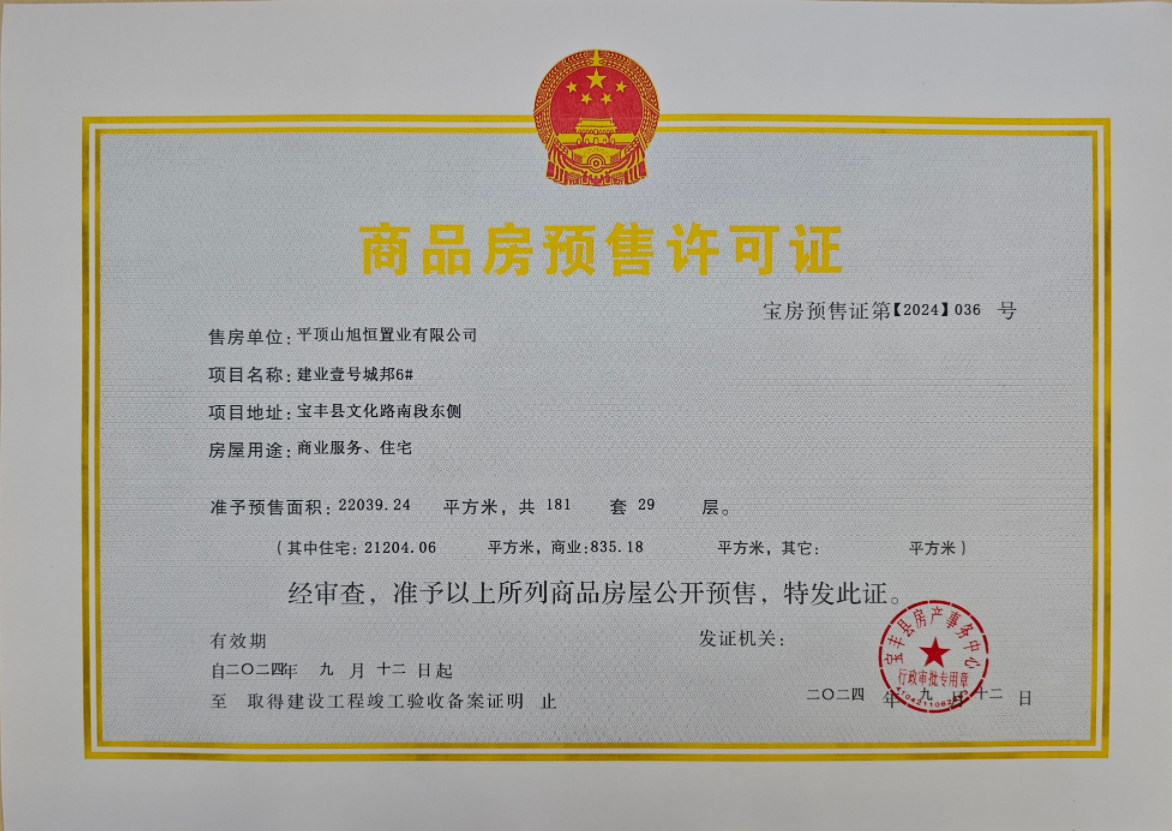 商品房预售许可证
宝房预售证第【2024】036 号
售房单位:平顶山旭恒置业有限公司
项目名称:建业壹号城邦6#
项目地址:宝丰县文化路南段东侧
房屋用途:商业服务、住宅
准予预售面积:22039.24 平方米，共 181 套 29 层。
(其中住宅:21204.06 平方米，商业:835.18 平方米，其它: 平方米)
经审查，准予以上所列商品房屋公开预售，特发此证。
有效期
发证机关:
宝丰县房产事务中心
行政审批专用章
自二〇二四年 九 月 十二 日起
至 取得建设工程竣工验收备案证明 止
二〇二四 年 九 月 十二 日